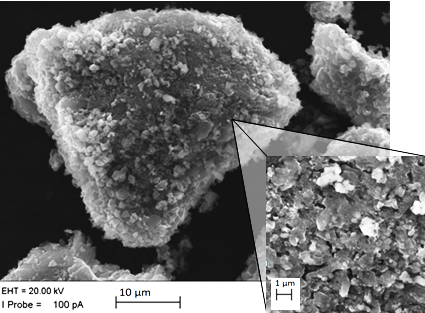 EHT = 20.00 kV
I Probe = 100 pA
10 µm
1 µm